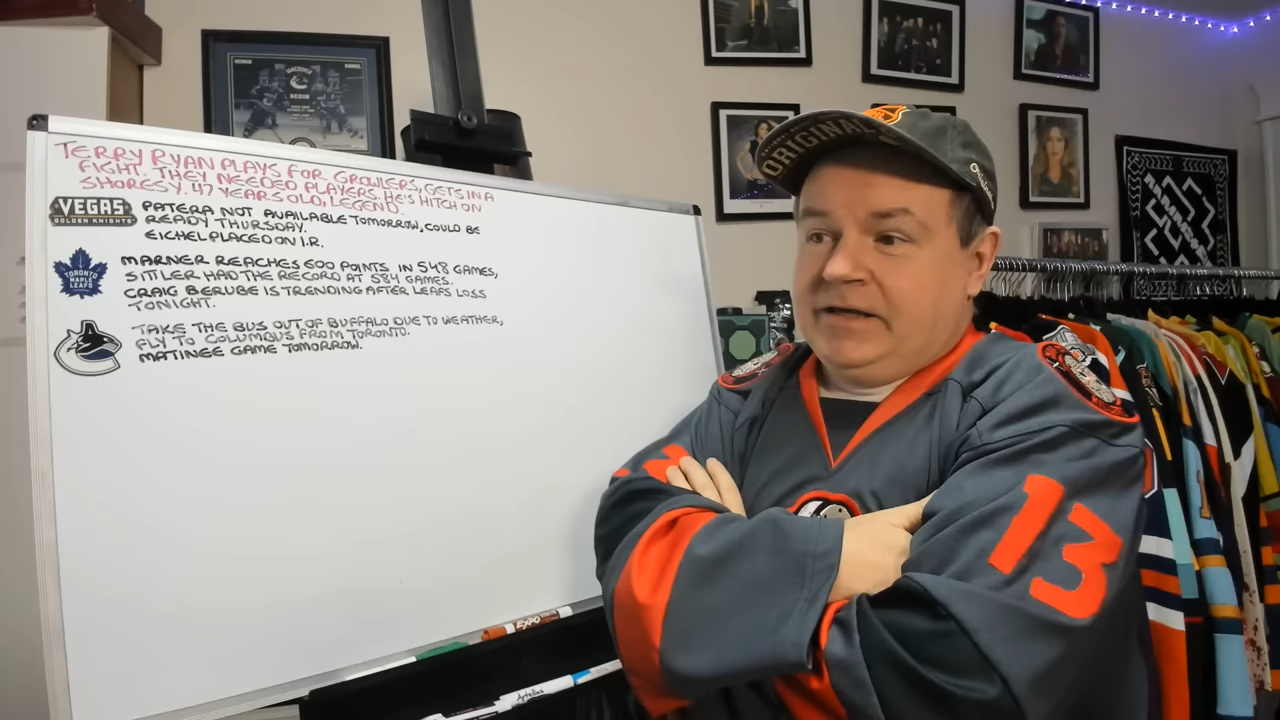 TERRY RYAN PLAYS FOR GROWLERS, GETS IN A
FIGHT. THEY NEEDED PLAYERS. HE'S HITCH ON
SHORESY. 47 YEARS OLD, LEGEND.
VEGAS
GOLDEN KNIGHTS
PATERA NOT AVAILABLE TOMORROW, COULD BE
READY THURSDAY.
EICHEL PLACED ON I.R.
TORONTO
MAPLE
LEAFS
MARNER REACHES 600 POINTS IN 548 GAMES,
SITTLER HAD THE RECORD AT 584 GAMES.
CRAIG BERUBE IS TRENDING AFTER LEAFS LOSS
TONIGHT.
TAKE THE BUS OUT OF BUFFALO DUE TO WEATHER,
FLY TO COLUMBUS FROM TORONTO.
MATINEE GAME TOMORROW.
EXPO
Artellius
VANCOUVER
SEDIN
ORIGINAL
13